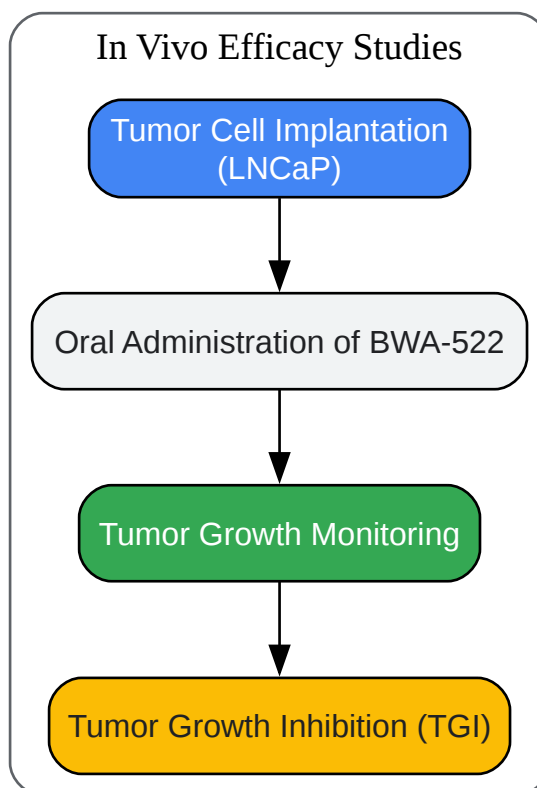 In Vivo Efficacy Studies
Tumor Cell Implantation
(LNCaP)
Oral Administration of BWA-522
Tumor Growth Monitoring
Tumor Growth Inhibition (TGI)